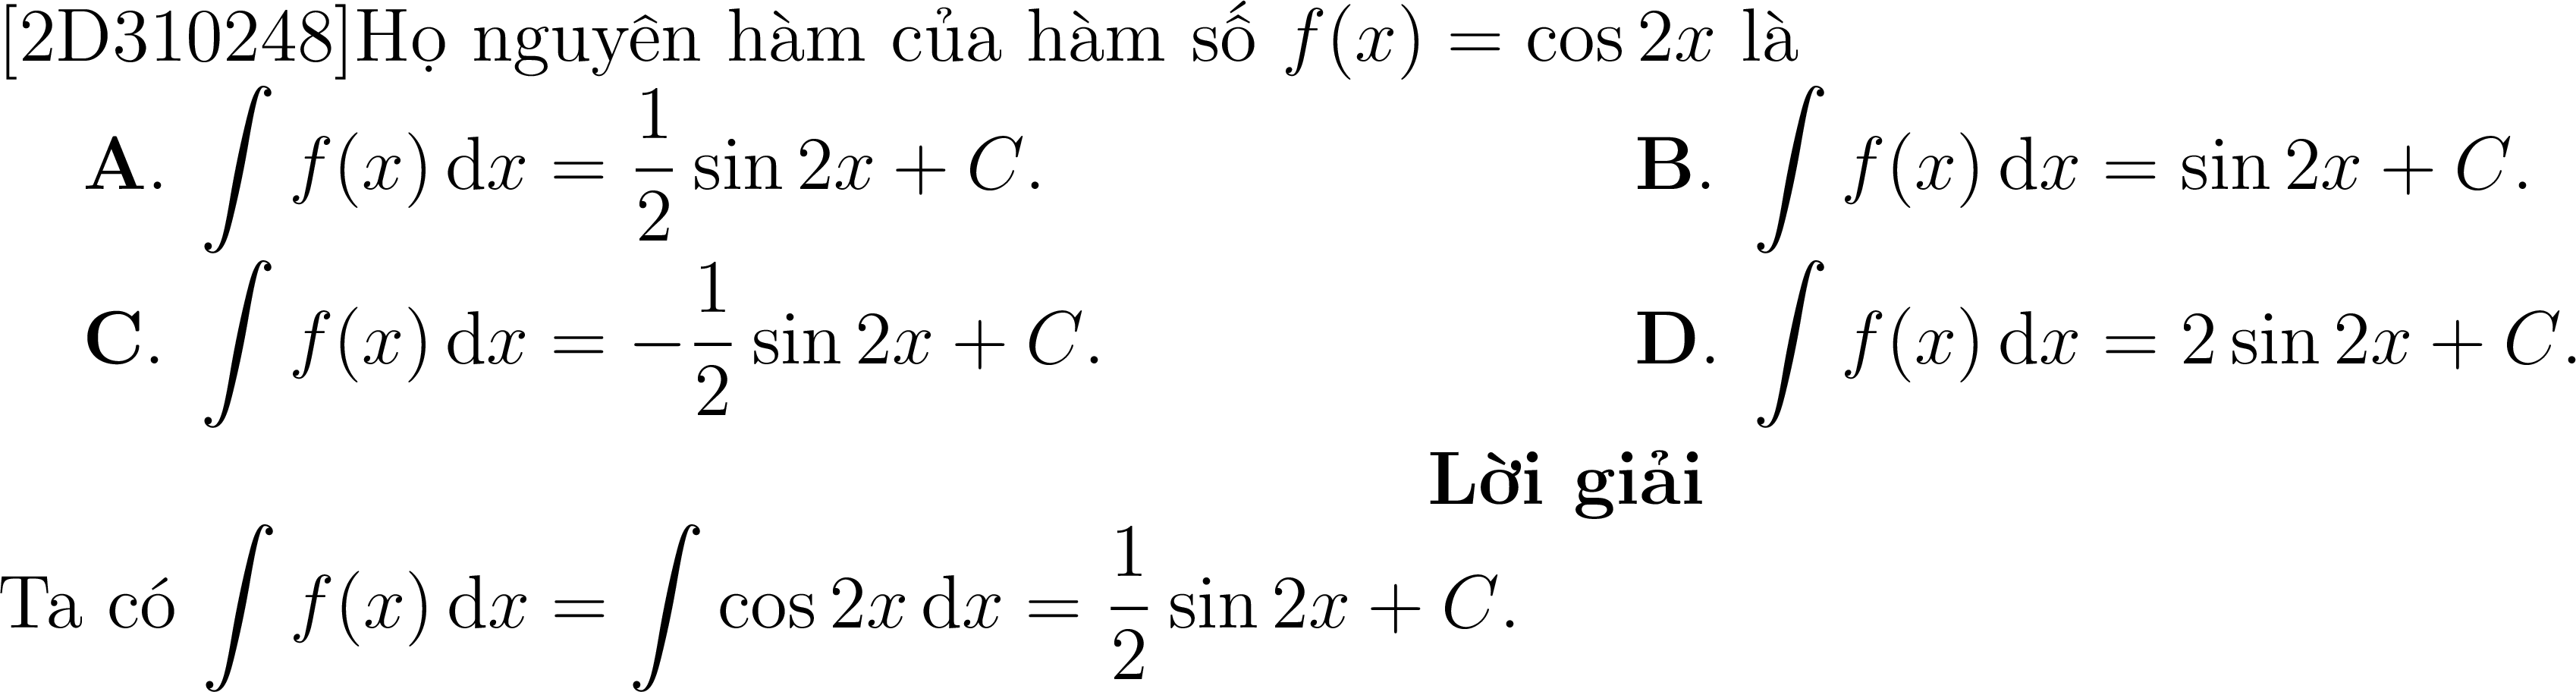 [2D310248]Họ nguyên hàm của hàm số f(x) = cos 2x là
A. ∫ f(x) dx = 1/2 sin 2x + C. B. ∫ f(x) dx = sin 2x + C.
C. ∫ f(x) dx = −1/2 sin 2x + C. D. ∫ f(x) dx = 2 sin 2x + C.
Lời giải
Ta có ∫ f(x) dx = ∫ cos 2x dx = 1/2 sin 2x + C.